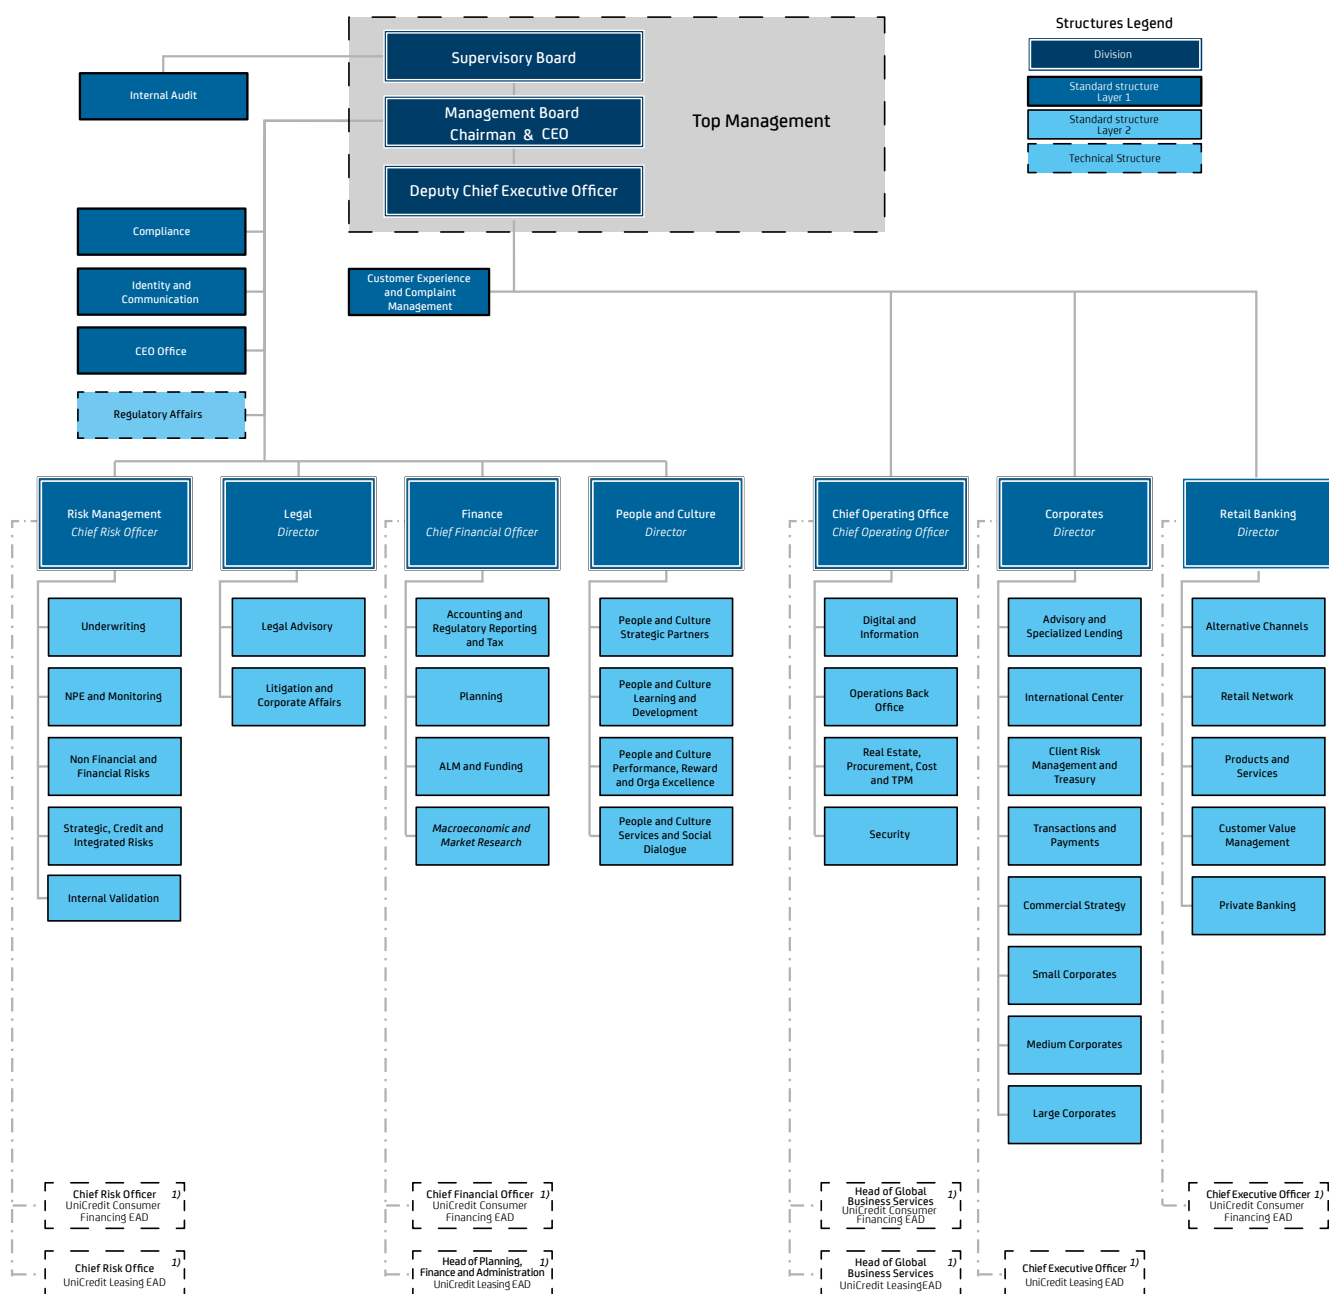 Structures Legend
Division
Standard structure
Layer 1
Standard structure
Layer 2
Technical Structure
Supervisory Board
Internal Audit
Management Board
Chairman & CEO
Top Management
Deputy Chief Executive Officer
Compliance
Identity and
Communication
CEO Office
Regulatory Affairs
Customer Experience
and Complaint
Management
Risk Management
Chief Risk Officer
Legal
Director
Finance
Chief Financial Officer
People and Culture
Director
Chief Operating Office
Chief Operating Officer
Corporates
Director
Retail Banking
Director
Underwriting
NPE and Monitoring
Non Financial and
Financial Risks
Strategic, Credit and
Integrated Risks
Internal Validation
Legal Advisory
Litigation and
Corporate Affairs
Accounting and
Regulatory Reporting
and Tax
Planning
ALM and Funding
Macroeconomic and
Market Research
People and Culture
Strategic Partners
People and Culture
Learning and
Development
People and Culture
Performance, Reward
and Orga Excellence
People and Culture
Services and Social
Dialogue
Digital and
Information
Operations Back
Office
Real Estate,
Procurement, Cost
and TPM
Security
Advisory and
Specialized Lending
International Center
Client Risk
Management and
Treasury
Transactions and
Payments
Commercial Strategy
Small Corporates
Medium Corporates
Large Corporates
Alternative Channels
Retail Network
Products and
Services
Customer Value
Management
Private Banking
Chief Risk Officer 1)
UniCredit Consumer
Financing EAD
Chief Financial Officer 1)
UniCredit Consumer
Financing EAD
Head of Global 1)
Business Services
UniCredit Consumer
Financing EAD
Chief Executive Officer 1)
UniCredit Consumer
Financing EAD
Chief Risk Office 1)
UniCredit Leasing EAD
Head of Planning, 1)
Finance and Administration
UniCredit Leasing EAD
Head of Global 1)
Business Services
UniCredit LeasingEAD
Chief Executive Officer 1)
UniCredit Leasing EAD